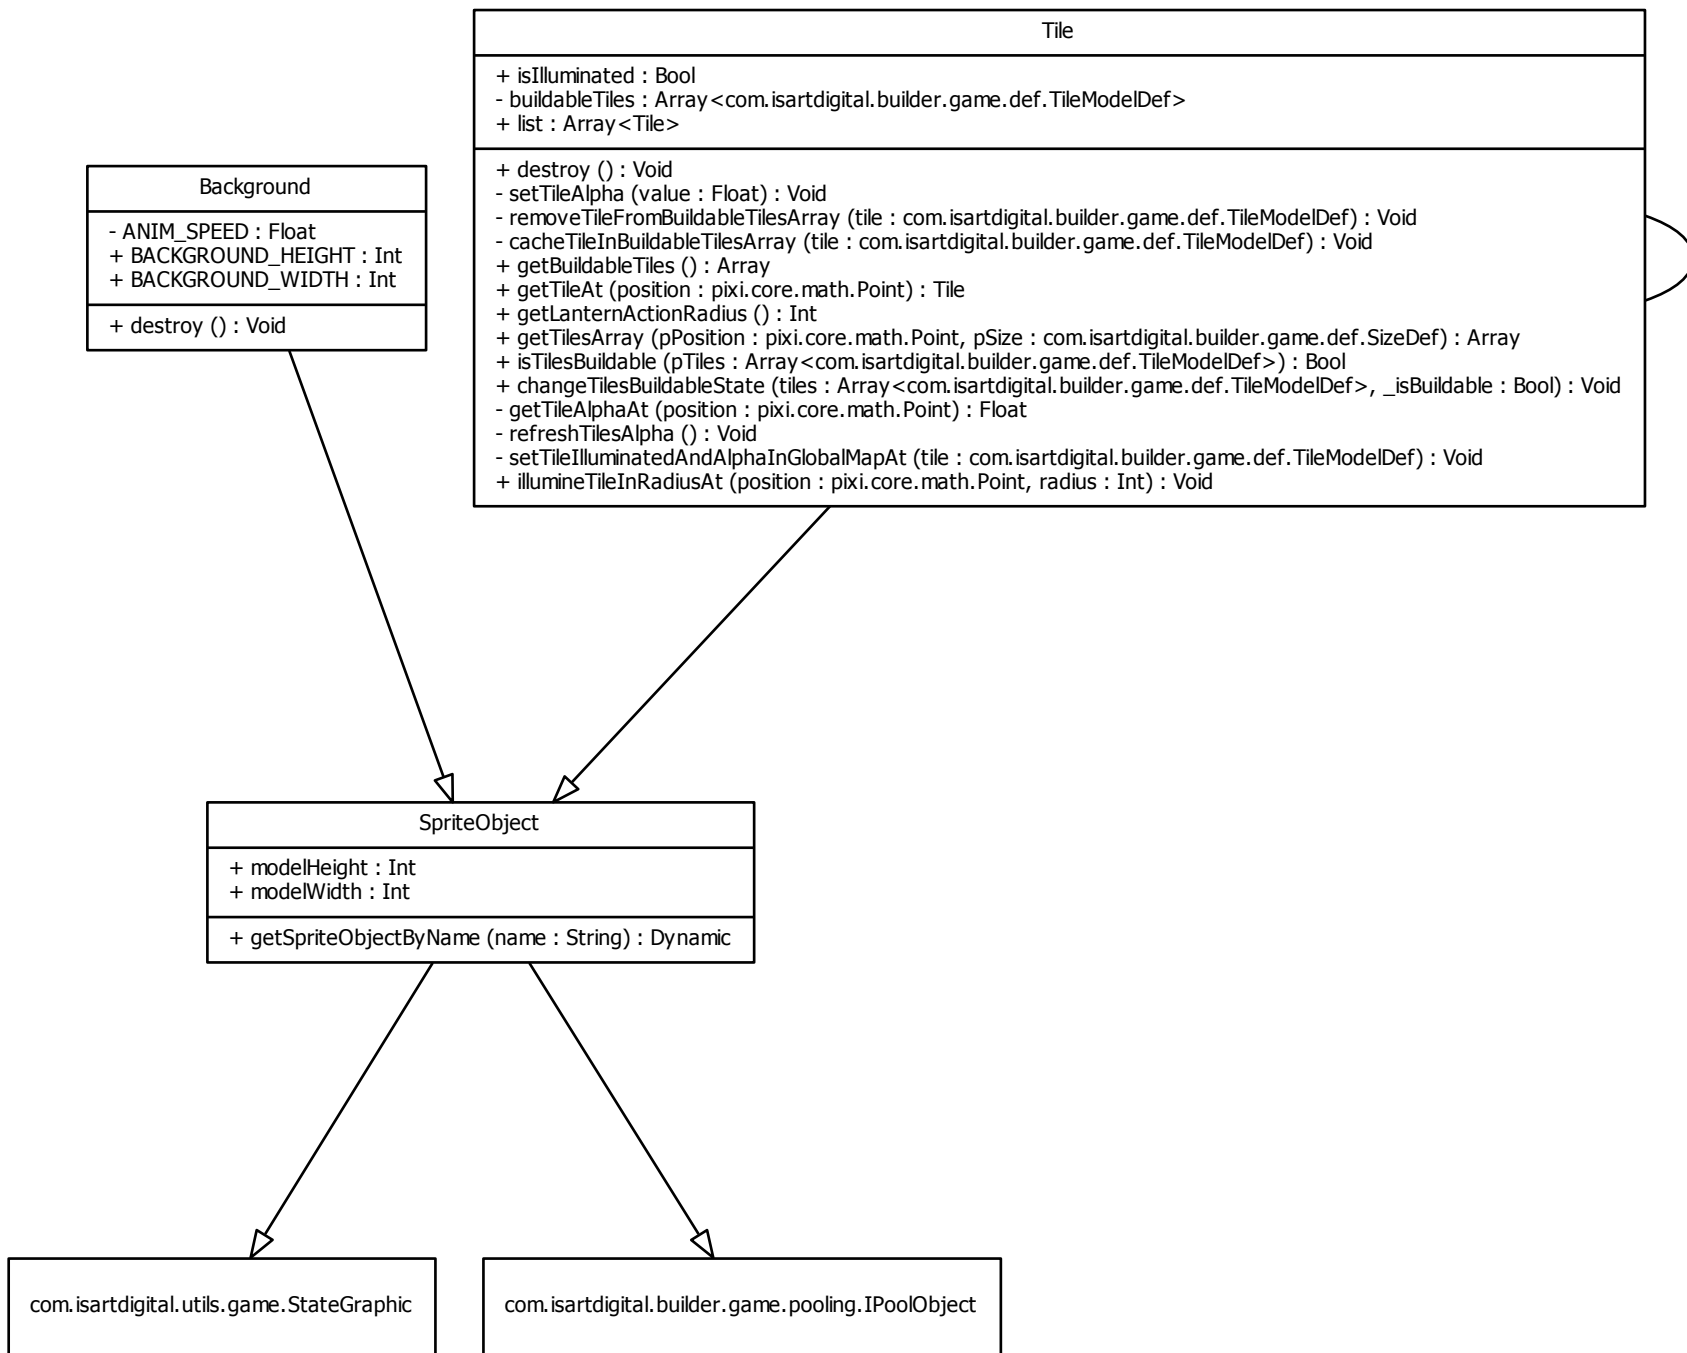 Tile
+ isIlluminated : Bool
- buildableTiles : Array<com.isartdigital.builder.game.def.TileModelDef>
+ list : Array<Tile>
+ destroy () : Void
- setTileAlpha (value : Float) : Void
- removeTileFromBuildableTilesArray (tile : com.isartdigital.builder.game.def.TileModelDef) : Void
- cacheTileInBuildableTilesArray (tile : com.isartdigital.builder.game.def.TileModelDef) : Void
+ getBuildableTiles () : Array
+ getTileAt (position : pixi.core.math.Point) : Tile
+ getLanternActionRadius () : Int
+ getTilesArray (pPosition : pixi.core.math.Point, pSize : com.isartdigital.builder.game.def.SizeDef) : Array
+ isTilesBuildable (pTiles : Array<com.isartdigital.builder.game.def.TileModelDef>) : Bool
+ changeTilesBuildableState (tiles : Array<com.isartdigital.builder.game.def.TileModelDef>, _isBuildable : Bool) : Void
- getTileAlphaAt (position : pixi.core.math.Point) : Float
- refreshTilesAlpha () : Void
- setTileIlluminatedAndAlphaInGlobalMapAt (tile : com.isartdigital.builder.game.def.TileModelDef) : Void
+ illumineTileInRadiusAt (position : pixi.core.math.Point, radius : Int) : Void
Background
- ANIM_SPEED : Float
+ BACKGROUND_HEIGHT : Int
+ BACKGROUND_WIDTH : Int
+ destroy () : Void
SpriteObject
+ modelHeight : Int
+ modelWidth : Int
+ getSpriteObjectByName (name : String) : Dynamic
com.isartdigital.utils.game.StateGraphic
com.isartdigital.builder.game.pooling.IPoolObject